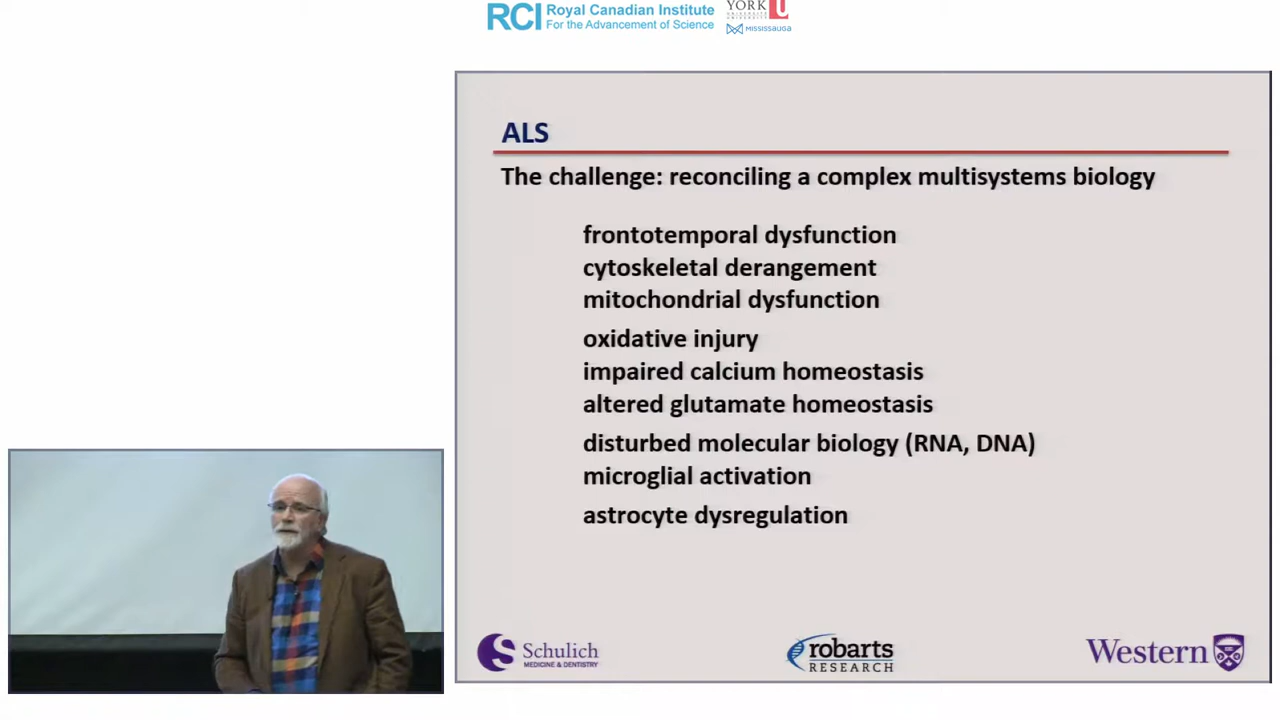 RCI Royal Canadian Institute
For the Advancement of Science
YORK U
UNIVERSITY
MISSISSAUGA
ALS
The challenge: reconciling a complex multisystems biology
frontotemporal dysfunction
cytoskeletal derangement
mitochondrial dysfunction
oxidative injury
impaired calcium homeostasis
altered glutamate homeostasis
disturbed molecular biology (RNA, DNA)
microglial activation
astrocyte dysregulation
Schulich
MEDICINE & DENTISTRY
robarts
RESEARCH
Western